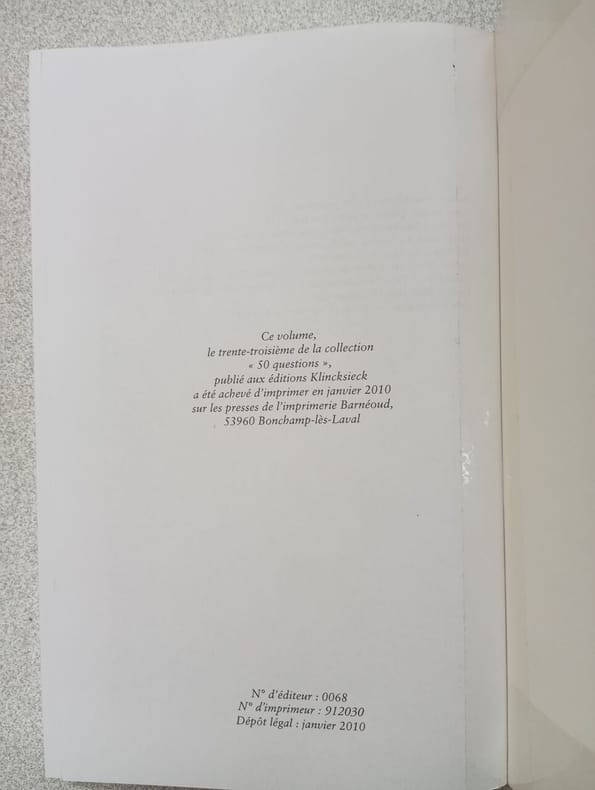 Ce volume,
le trente-troisième de la collection
« 50 questions »,
publié aux éditions Klincksieck
a été achevé d'imprimer en janvier 2010
sur les presses de l'imprimerie Barnéoud,
53960 Bonchamp-lès-Laval
N° d'éditeur : 0068
N° d'imprimeur : 912030
Dépôt légal : janvier 2010